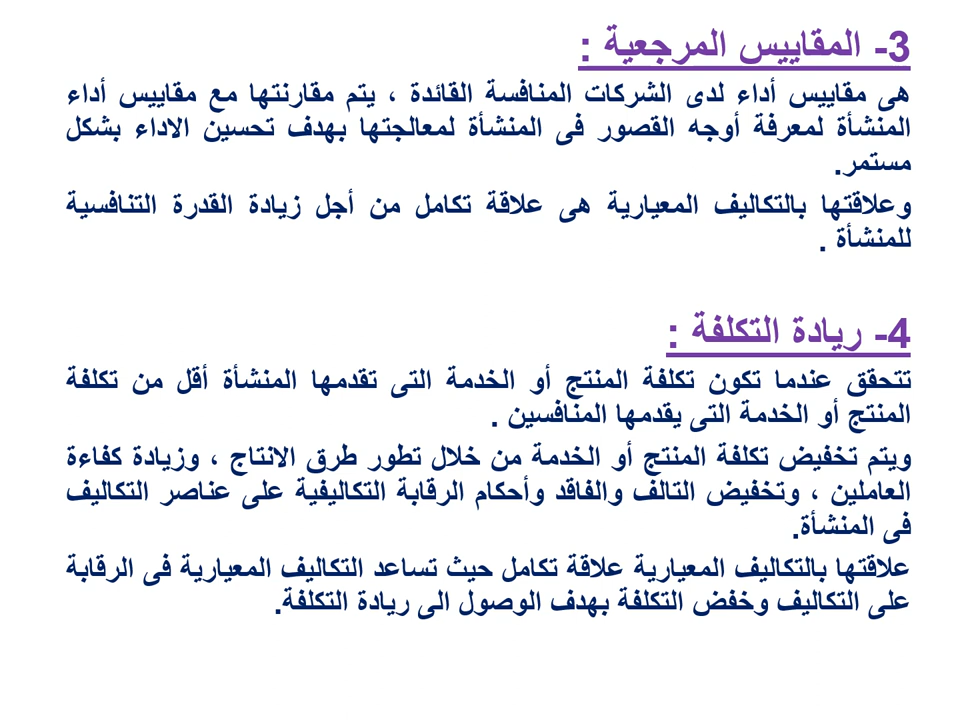 3- المقاييس المرجعية :
هى مقاييس أداء لدى الشركات المنافسة القائدة ، يتم مقارنتها مع مقاييس أداء
المنشأة لمعرفة أوجه القصور فى المنشأة لمعالجتها بهدف تحسين الاداء بشكل
مستمر.
وعلاقتها بالتكاليف المعيارية هى علاقة تكامل من أجل زيادة القدرة التنافسية
للمنشأة .
4- ريادة التكلفة :
تتحقق عندما تكون تكلفة المنتج أو الخدمة التى تقدمها المنشأة أقل من تكلفة
المنتج أو الخدمة التى يقدمها المنافسين .
ويتم تخفيض تكلفة المنتج أو الخدمة من خلال تطور طرق الانتاج ، وزيادة كفاءة
العاملين ، وتخفيض التالف والفاقد وأحكام الرقابة التكاليفية على عناصر التكاليف
فى المنشأة.
علاقتها بالتكاليف المعيارية علاقة تكامل حيث تساعد التكاليف المعيارية فى الرقابة
على التكاليف وخفض التكلفة بهدف الوصول الى ريادة التكلفة.